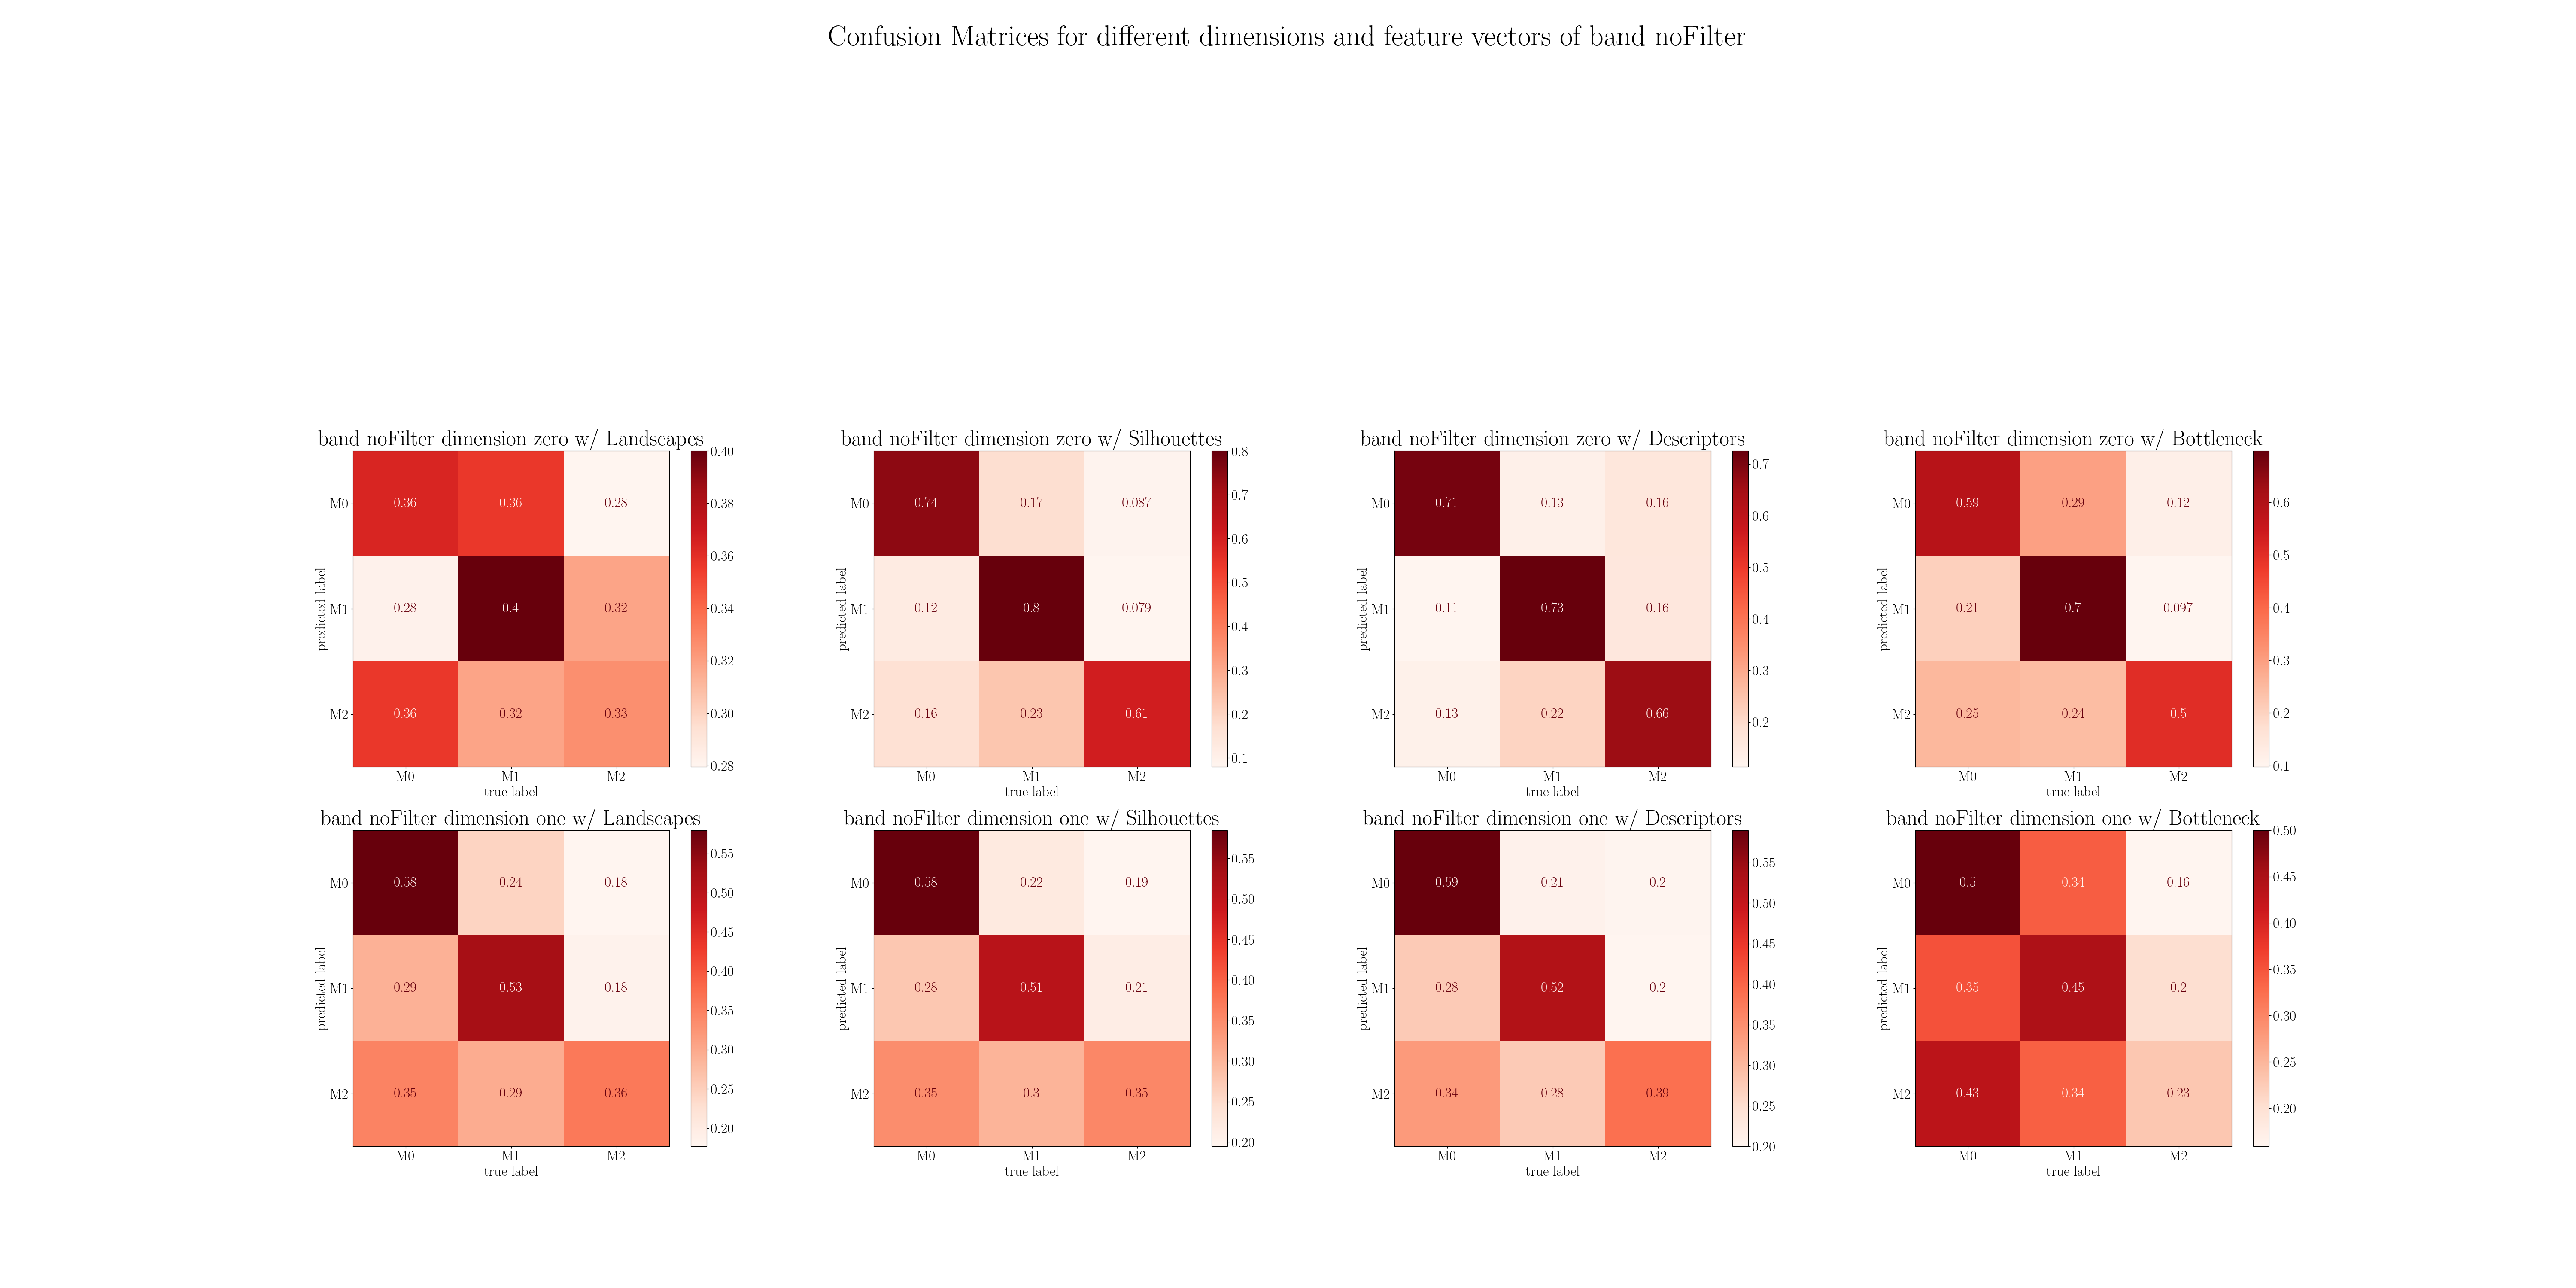 Confusion Matrices for different dimensions and feature vectors of band noFilter
band noFilter dimension zero w/ Landscapes
predicted label
M0 0.36 0.36 0.28
M1 0.28 0.4 0.32
M2 0.36 0.32 0.33
M0 M1 M2
true label
0.40
0.38
0.36
0.34
0.32
0.30
0.28
band noFilter dimension zero w/ Silhouettes
predicted label
M0 0.74 0.17 0.087
M1 0.12 0.8 0.079
M2 0.16 0.23 0.61
M0 M1 M2
true label
0.8
0.7
0.6
0.5
0.4
0.3
0.2
0.1
band noFilter dimension zero w/ Descriptors
predicted label
M0 0.71 0.13 0.16
M1 0.11 0.73 0.16
M2 0.13 0.22 0.66
M0 M1 M2
true label
0.7
0.6
0.5
0.4
0.3
0.2
band noFilter dimension zero w/ Bottleneck
predicted label
M0 0.59 0.29 0.12
M1 0.21 0.7 0.097
M2 0.25 0.24 0.5
M0 M1 M2
true label
0.6
0.5
0.4
0.3
0.2
0.1
band noFilter dimension one w/ Landscapes
predicted label
M0 0.58 0.24 0.18
M1 0.29 0.53 0.18
M2 0.35 0.29 0.36
M0 M1 M2
true label
0.55
0.50
0.45
0.40
0.35
0.30
0.25
0.20
band noFilter dimension one w/ Silhouettes
predicted label
M0 0.58 0.22 0.19
M1 0.28 0.51 0.21
M2 0.35 0.3 0.35
M0 M1 M2
true label
0.55
0.50
0.45
0.40
0.35
0.30
0.25
0.20
band noFilter dimension one w/ Descriptors
predicted label
M0 0.59 0.21 0.2
M1 0.28 0.52 0.2
M2 0.34 0.28 0.39
M0 M1 M2
true label
0.55
0.50
0.45
0.40
0.35
0.30
0.25
0.20
band noFilter dimension one w/ Bottleneck
predicted label
M0 0.5 0.34 0.16
M1 0.35 0.45 0.2
M2 0.43 0.34 0.23
M0 M1 M2
true label
0.50
0.45
0.40
0.35
0.30
0.25
0.20